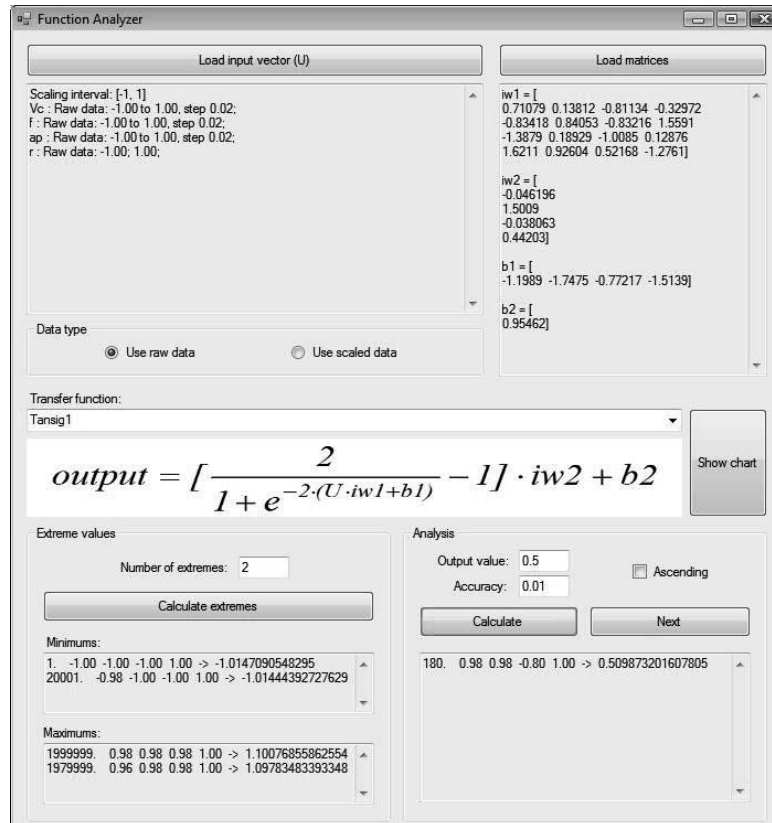 Function Analyzer
Load input vector (U)
Scaling interval: [-1, 1]
Vc : Raw data: -1.00 to 1.00, step 0.02;
f : Raw data: -1.00 to 1.00, step 0.02;
ap : Raw data: -1.00 to 1.00, step 0.02;
r : Raw data: -1.00; 1.00;
Load matrices
iw1 = [
0.71079 0.13812 -0.81134 -0.32972
-0.83418 0.84053 -0.83216 1.5591
-1.3879 0.18929 -1.0085 0.12876
1.6211 0.92604 0.52168 -1.2761]
iw2 = [
-0.046196
1.5009
-0.038063
0.44203]
b1 = [
-1.1989 -1.7475 -0.77217 -1.5139]
b2 = [
0.95462]
Data type
Use raw data
Use scaled data
Transfer function:
Tansig1
output = [ 2 / 1 + e^-2·(U·iw1+b1) - 1] · iw2 + b2
Show chart
Extreme values
Number of extremes: 2
Calculate extremes
Minimums:
1. -1.00 -1.00 -1.00 1.00 -> -1.0147090548295
20001. -0.98 -1.00 -1.00 1.00 -> -1.01444392727629
Maximums:
1999999. 0.98 0.98 0.98 1.00 -> 1.10076855862554
1979999. 0.96 0.98 0.98 1.00 -> 1.09783483393348
Analysis
Output value: 0.5
Accuracy: 0.01
Ascending
Calculate
Next
180. 0.98 0.98 -0.80 1.00 -> 0.509873201607805